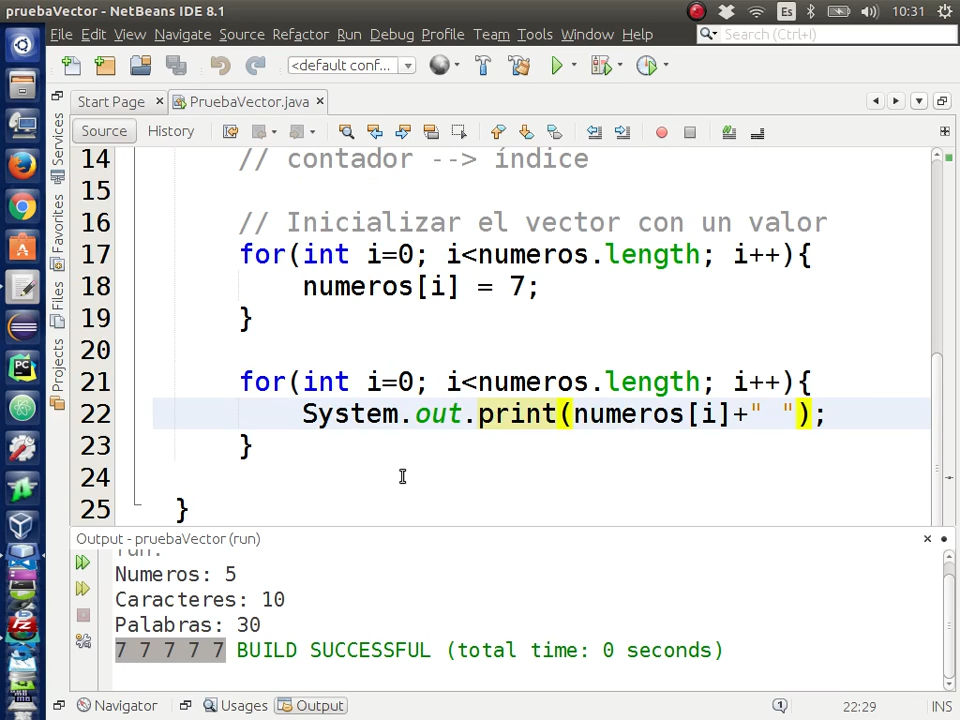 pruebaVector - NetBeans IDE 8.1
Es
10:31
File Edit View Navigate Source Refactor Run Debug Profile Team Tools Window Help
Search (Ctrl+I)
<default conf...
Start Page
PruebaVector.java
Source History
Services
Favorites
Files
Projects
14 // contador --> índice
15
16 // Inicializar el vector con un valor
17 for(int i=0; i<numeros.length; i++){
18 numeros[i] = 7;
19 }
20
21 for(int i=0; i<numeros.length; i++){
22 System.out.print(numeros[i]+" ");
23 }
24
25 }
Output - pruebaVector (run)
run:
Numeros: 5
Caracteres: 10
Palabras: 30
7 7 7 7 7 BUILD SUCCESSFUL (total time: 0 seconds)
Navigator Usages Output
1
22:29
INS